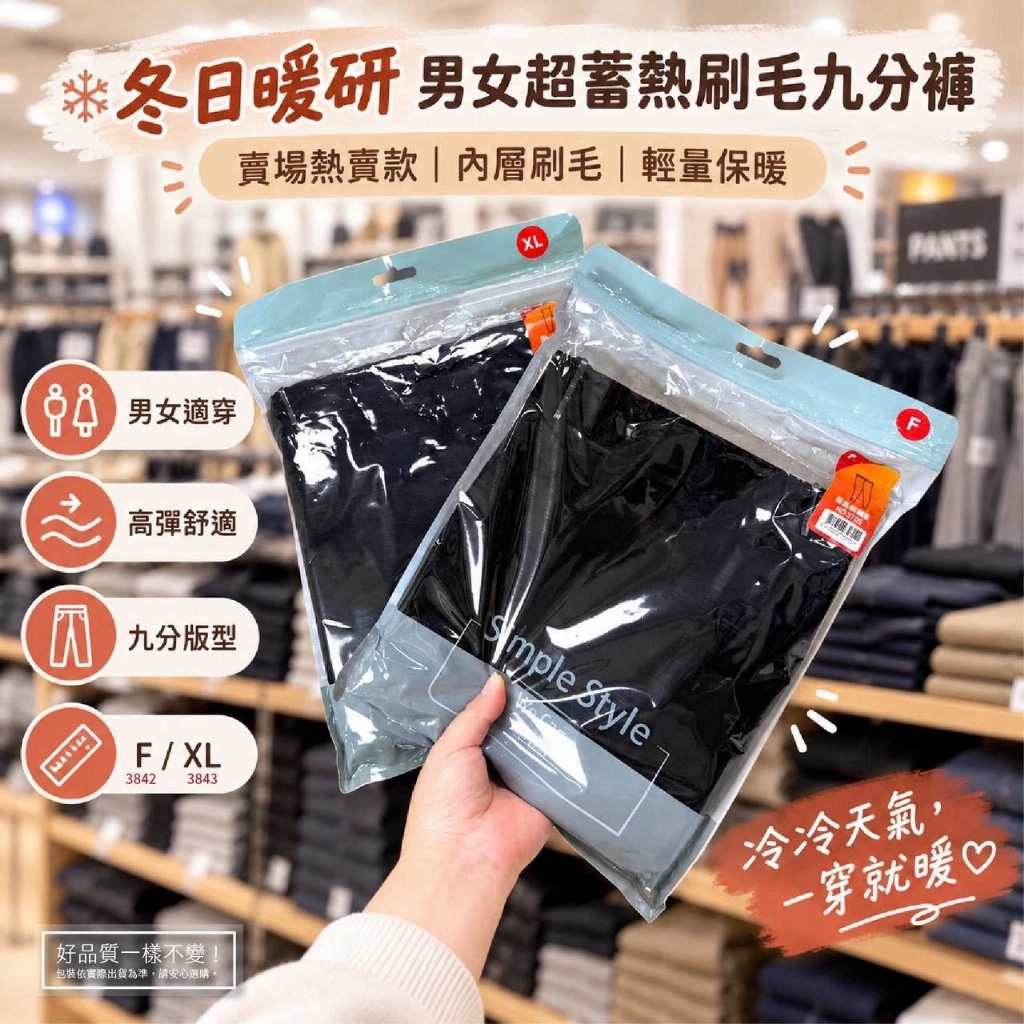 冬日暖研 男女超蓄熱刷毛九分褲
賣場熱賣款｜內層刷毛｜輕量保暖
XL
PANTS
F
男女適穿
高彈舒適
九分版型
F / XL
3842 3843
NO.3105
Simple Style
冷冷天氣，
一穿就暖♡
好品質一樣不變！
包裝依實際出貨為準，請安心選購。